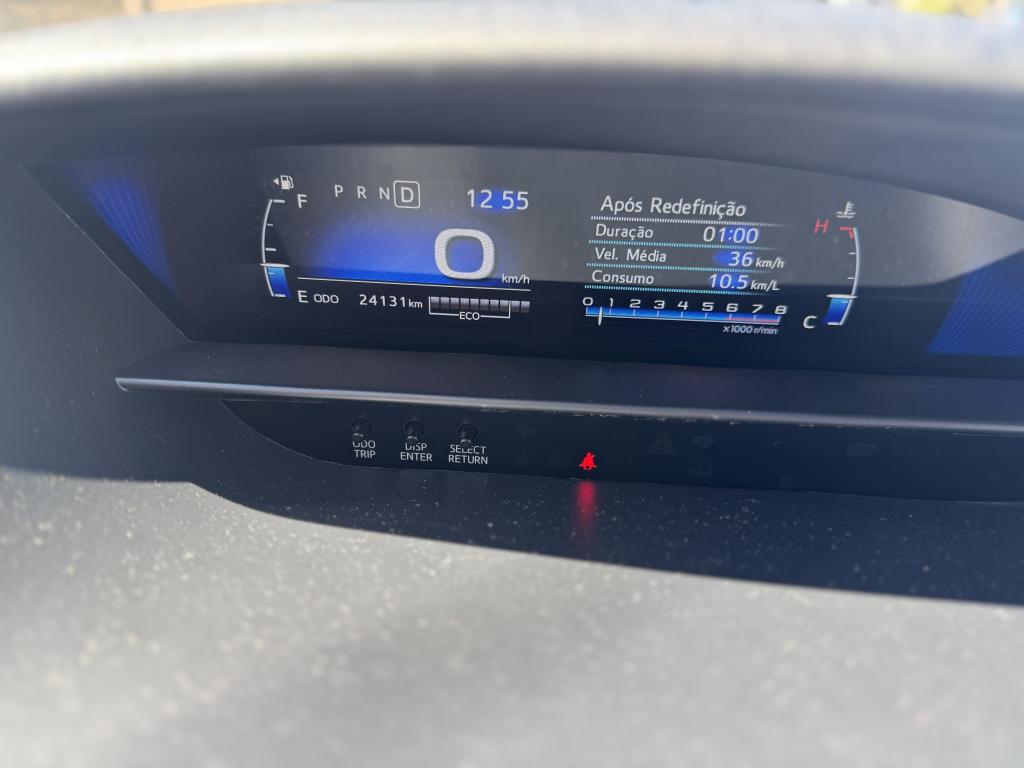 F P R N D 12 55
0 km/h
E ODO 24131 km
ECO
Após Redefinição
Duração 01:00
Vel. Média 36 km/h
Consumo 10.5 km/L
0 1 2 3 4 5 6 7 8
x1000 r/min
H
C
ODO
TRIP
DISP
ENTER
SELECT
RETURN